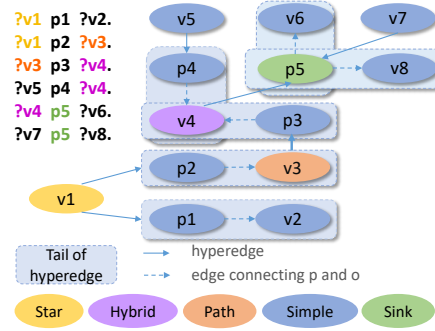 ?v1 p1 ?v2.
?v1 p2 ?v3.
?v3 p3 ?v4.
?v5 p4 ?v4.
?v4 p5 ?v6.
?v7 p5 ?v8.
v5
v6
v7
p4
p5
v8
v4
p3
p2
v3
v1
p1
v2
Tail of
hyperedge
hyperedge
edge connecting p and o
Star
Hybrid
Path
Simple
Sink